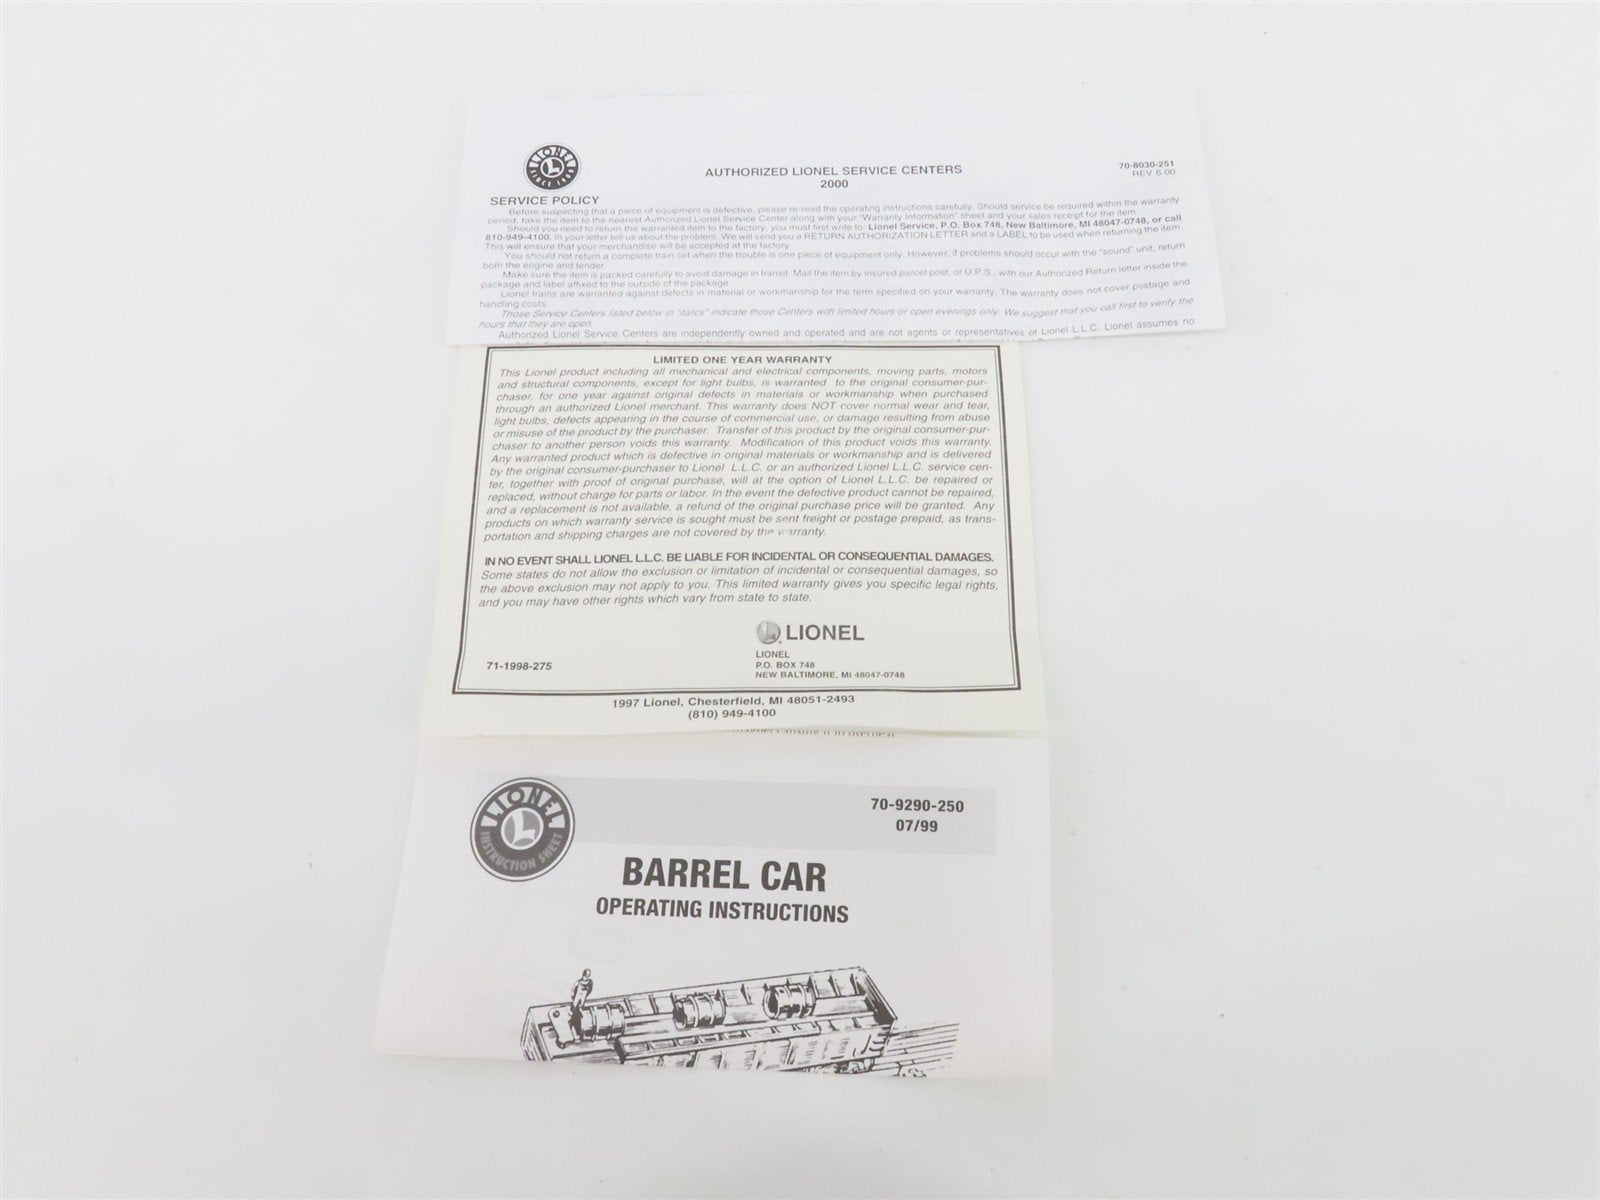 LIONEL
SINCE 1900
AUTHORIZED LIONEL SERVICE CENTERS
2000
70-8030-251
REV 6-00
SERVICE POLICY
Before suspecting that a piece of equipment is defective, please re-read the operating instructions carefully. Should service be required within the warranty
period, take the item to the nearest Authorized Lionel Service Center along with your "Warranty Information" sheet and your sales receipt for the item.
Should you need to return the warranted item to the factory, you must first write to: Lionel Service, P.O. Box 748, New Baltimore, MI 48047-0748, or call
810-949-4100. In your letter tell us about the problem. We will send you a RETURN AUTHORIZATION LETTER and a LABEL to be used when returning the item.
This will ensure that your merchandise will be accepted at the factory.
You should not return a complete train set when the trouble is one piece of equipment only. However, if problems should occur with the "sound" unit, return
both the engine and tender.
Make sure the item is packed carefully to avoid damage in transit. Mail the item by insured parcel post, or U.P.S., with our Authorized Return letter inside the
package and label affixed to the outside of the package.
Lionel trains are warranted against defects in material or workmanship for the term specified on your warranty. The warranty does not cover postage and
handling costs.
Those Service Centers listed below in "italics" indicate those Centers with limited hours or open evenings only. We suggest that you call first to verify the
hours that they are open.
Authorized Lionel Service Centers are independently owned and operated and are not agents or representatives of Lionel L.L.C. Lionel assumes no
LIMITED ONE YEAR WARRANTY
This Lionel product including all mechanical and electrical components, moving parts, motors
and structural components, except for light bulbs, is warranted to the original consumer-pur-
chaser, for one year against original defects in materials or workmanship when purchased
through an authorized Lionel merchant. This warranty does NOT cover normal wear and tear,
light bulbs, defects appearing in the course of commercial use, or damage resulting from abuse
or misuse of the product by the purchaser. Transfer of this product by the original consumer-pur-
chaser to another person voids this warranty. Modification of this product voids this warranty.
Any warranted product which is defective in original materials or workmanship and is delivered
by the original consumer-purchaser to Lionel L.L.C. or an authorized Lionel L.L.C. service cen-
ter, together with proof of original purchase, will at the option of Lionel L.L.C. be repaired or
replaced, without charge for parts or labor. In the event the defective product cannot be repaired,
and a replacement is not available, a refund of the original purchase price will be granted. Any
products on which warranty service is sought must be sent freight or postage prepaid, as trans-
portation and shipping charges are not covered by the warranty.
IN NO EVENT SHALL LIONEL L.L.C. BE LIABLE FOR INCIDENTAL OR CONSEQUENTIAL DAMAGES.
Some states do not allow the exclusion or limitation of incidental or consequential damages, so
the above exclusion may not apply to you. This limited warranty gives you specific legal rights,
and you may have other rights which vary from state to state.
LIONEL
71-1998-275
LIONEL
P.O. BOX 748
NEW BALTIMORE, MI 48047-0748
1997 Lionel, Chesterfield, MI 48051-2493
(810) 949-4100
LIONEL
INSTRUCTION SHEET
70-9290-250
07/99
BARREL CAR
OPERATING INSTRUCTIONS